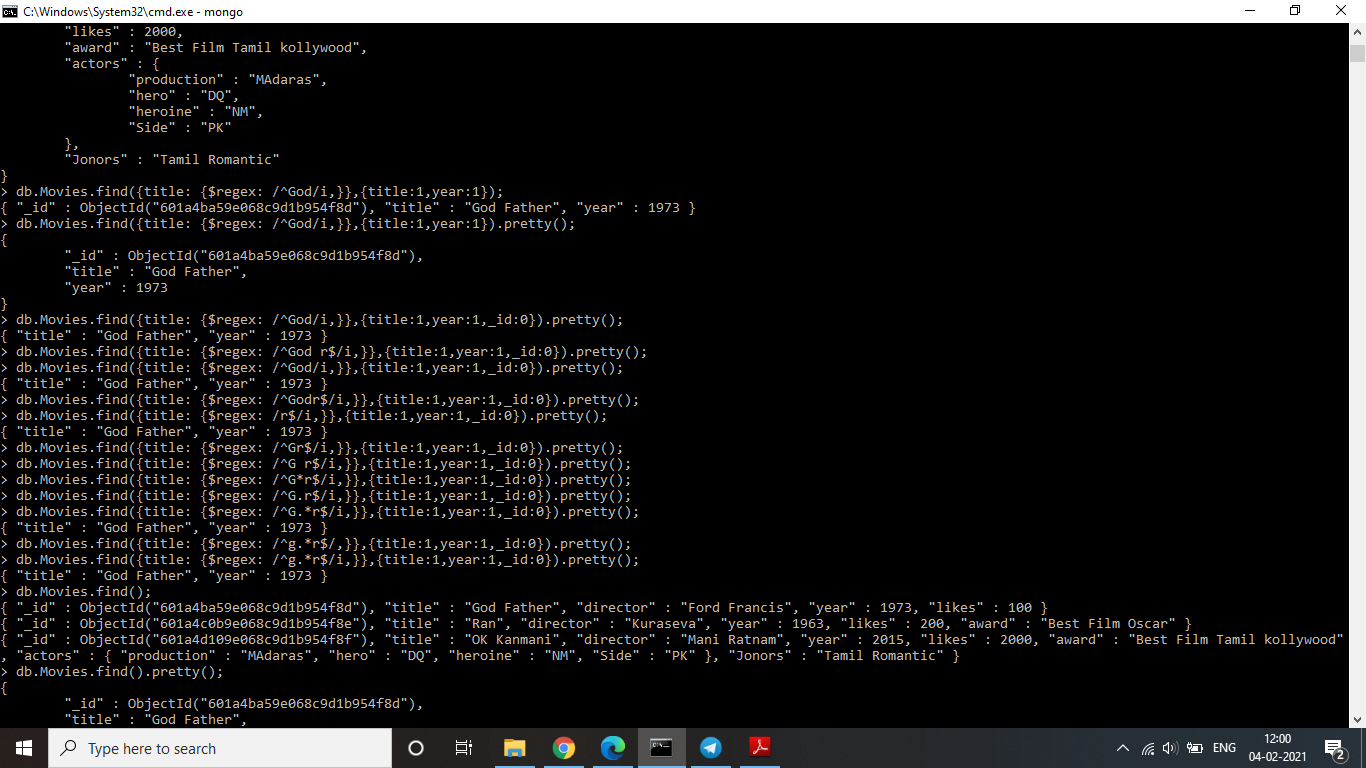 C:\Windows\System32\cmd.exe - mongo
"likes" : 2000,
"award" : "Best Film Tamil kollywood",
"actors" : {
"production" : "MAdaras",
"hero" : "DQ",
"heroine" : "NM",
"Side" : "PK"
},
"Jonors" : "Tamil Romantic"
}
> db.Movies.find({title: {$regex: /^God/i,}},{title:1,year:1});
{ "_id" : ObjectId("601a4ba59e068c9d1b954f8d"), "title" : "God Father", "year" : 1973 }
> db.Movies.find({title: {$regex: /^God/i,}},{title:1,year:1}).pretty();
{
"_id" : ObjectId("601a4ba59e068c9d1b954f8d"),
"title" : "God Father",
"year" : 1973
}
> db.Movies.find({title: {$regex: /^God/i,}},{title:1,year:1,_id:0}).pretty();
{ "title" : "God Father", "year" : 1973 }
> db.Movies.find({title: {$regex: /^God r$/i,}},{title:1,year:1,_id:0}).pretty();
> db.Movies.find({title: {$regex: /^God/i,}},{title:1,year:1,_id:0}).pretty();
{ "title" : "God Father", "year" : 1973 }
> db.Movies.find({title: {$regex: /^Godr$/i,}},{title:1,year:1,_id:0}).pretty();
> db.Movies.find({title: {$regex: /r$/i,}},{title:1,year:1,_id:0}).pretty();
{ "title" : "God Father", "year" : 1973 }
> db.Movies.find({title: {$regex: /^Gr$/i,}},{title:1,year:1,_id:0}).pretty();
> db.Movies.find({title: {$regex: /^G r$/i,}},{title:1,year:1,_id:0}).pretty();
> db.Movies.find({title: {$regex: /^G*r$/i,}},{title:1,year:1,_id:0}).pretty();
> db.Movies.find({title: {$regex: /^G.r$/i,}},{title:1,year:1,_id:0}).pretty();
> db.Movies.find({title: {$regex: /^G.*r$/i,}},{title:1,year:1,_id:0}).pretty();
{ "title" : "God Father", "year" : 1973 }
> db.Movies.find({title: {$regex: /^g.*r$/,}},{title:1,year:1,_id:0}).pretty();
> db.Movies.find({title: {$regex: /^g.*r$/i,}},{title:1,year:1,_id:0}).pretty();
{ "title" : "God Father", "year" : 1973 }
> db.Movies.find();
{ "_id" : ObjectId("601a4ba59e068c9d1b954f8d"), "title" : "God Father", "director" : "Ford Francis", "year" : 1973, "likes" : 100 }
{ "_id" : ObjectId("601a4c0b9e068c9d1b954f8e"), "title" : "Ran", "director" : "Kuraseva", "year" : 1963, "likes" : 200, "award" : "Best Film Oscar" }
{ "_id" : ObjectId("601a4d109e068c9d1b954f8f"), "title" : "OK Kanmani", "director" : "Mani Ratnam", "year" : 2015, "likes" : 2000, "award" : "Best Film Tamil kollywood"
, "actors" : { "production" : "MAdaras", "hero" : "DQ", "heroine" : "NM", "Side" : "PK" }, "Jonors" : "Tamil Romantic" }
> db.Movies.find().pretty();
{
"_id" : ObjectId("601a4ba59e068c9d1b954f8d"),
"title" : "God Father",
Type here to search
ENG
12:00
04-02-2021
2